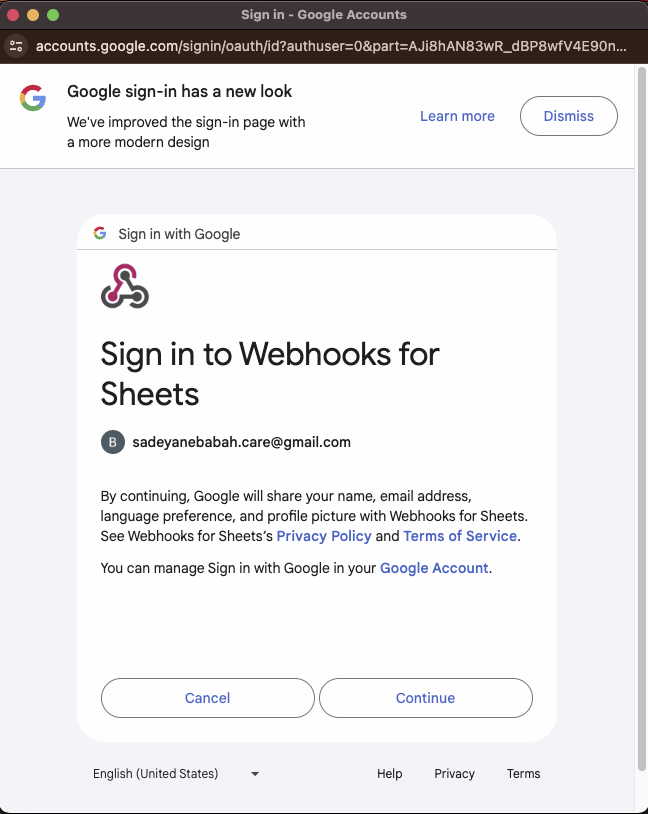 Sign in - Google Accounts
accounts.google.com/signin/oauth/id?authuser=0&part=AJi8hAN83wR_dBP8wfV4E90n...
Google sign-in has a new look
We've improved the sign-in page with
a more modern design
Learn more
Dismiss
Sign in with Google
Sign in to Webhooks for
Sheets
B
sadeyanebabah.care@gmail.com
By continuing, Google will share your name, email address,
language preference, and profile picture with Webhooks for Sheets.
See Webhooks for Sheets’s Privacy Policy and Terms of Service.
You can manage Sign in with Google in your Google Account.
Cancel
Continue
English (United States)
Help
Privacy
Terms